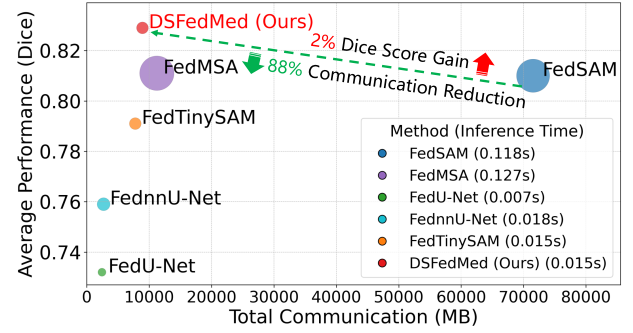 DSFedMed (Ours)
2% Dice Score Gain
88% Communication Reduction
FedMSA
FedSAM
FedTinySAM
FednnU-Net
FedU-Net
Method (Inference Time)
FedSAM (0.118s)
FedMSA (0.127s)
FedU-Net (0.007s)
FednnU-Net (0.018s)
FedTinySAM (0.015s)
DSFedMed (Ours) (0.015s)
Average Performance (Dice)
0.82
0.80
0.78
0.76
0.74
0 10000 20000 30000 40000 50000 60000 70000 80000
Total Communication (MB)